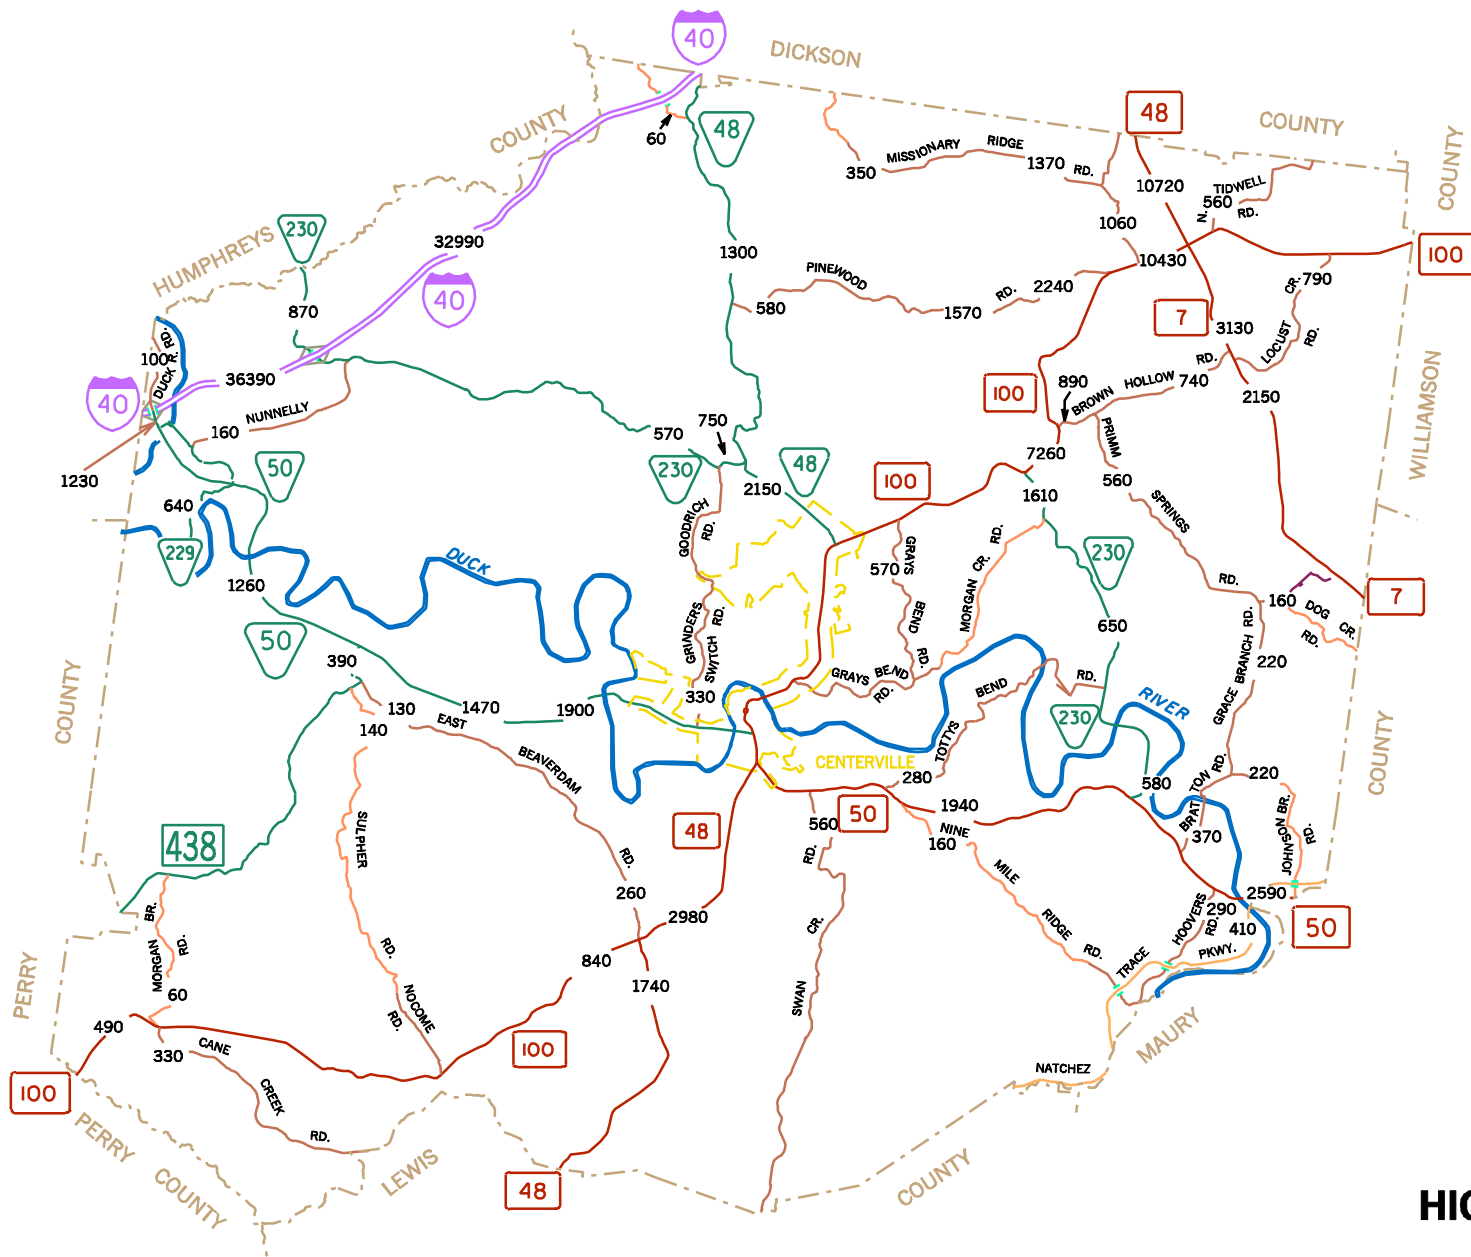 40
DICKSON
48
COUNTY
COUNTY
COUNTY
60
48
MISSIONARY RIDGE RD.
350
1370
10720
N. TIDWELL RD.
560
1060
230
HUMPHREYS
32990
1300
10430
100
40
PINEWOOD RD.
580
1570
2240
790
LOCUST CR. RD.
870
7
3130
100
DUCK R. RD.
36390
40
890
BROWN HOLLOW RD.
740
2150
100
WILLIAMSON
NUNNELLY
160
750
570
7260
PRIMM SPRINGS RD.
560
1230
50
230
48
2150
100
1610
640
GOODRICH RD.
229
DUCK
GRAYS BEND RD.
570
MORGAN CR. RD.
230
1260
7
160
DOG CR. RD.
50
GRINDERS SWITCH RD.
650
GRACE BRANCH RD.
220
390
330
GRAYS BEND RD.
TOTTYS BEND RD.
RIVER
COUNTY
130
1470
1900
140
EAST BEAVERDAM RD.
230
COUNTY
CENTERVILLE
280
580
BRATTON RD.
220
JOHNSON BR. RD.
438
SULPHER RD.
48
560
50
1940
NINE MILE RIDGE RD.
160
370
260
2590
2980
HOOVERS RD.
290
410
50
MORGAN BR. RD.
SWAN CR. RD.
840
TRACE PKWY.
1740
PERRY
60
NOCOME RD.
490
100
MAURY
330
CANE CREEK RD.
NATCHEZ
100
PERRY COUNTY
LEWIS
COUNTY
48
HIG